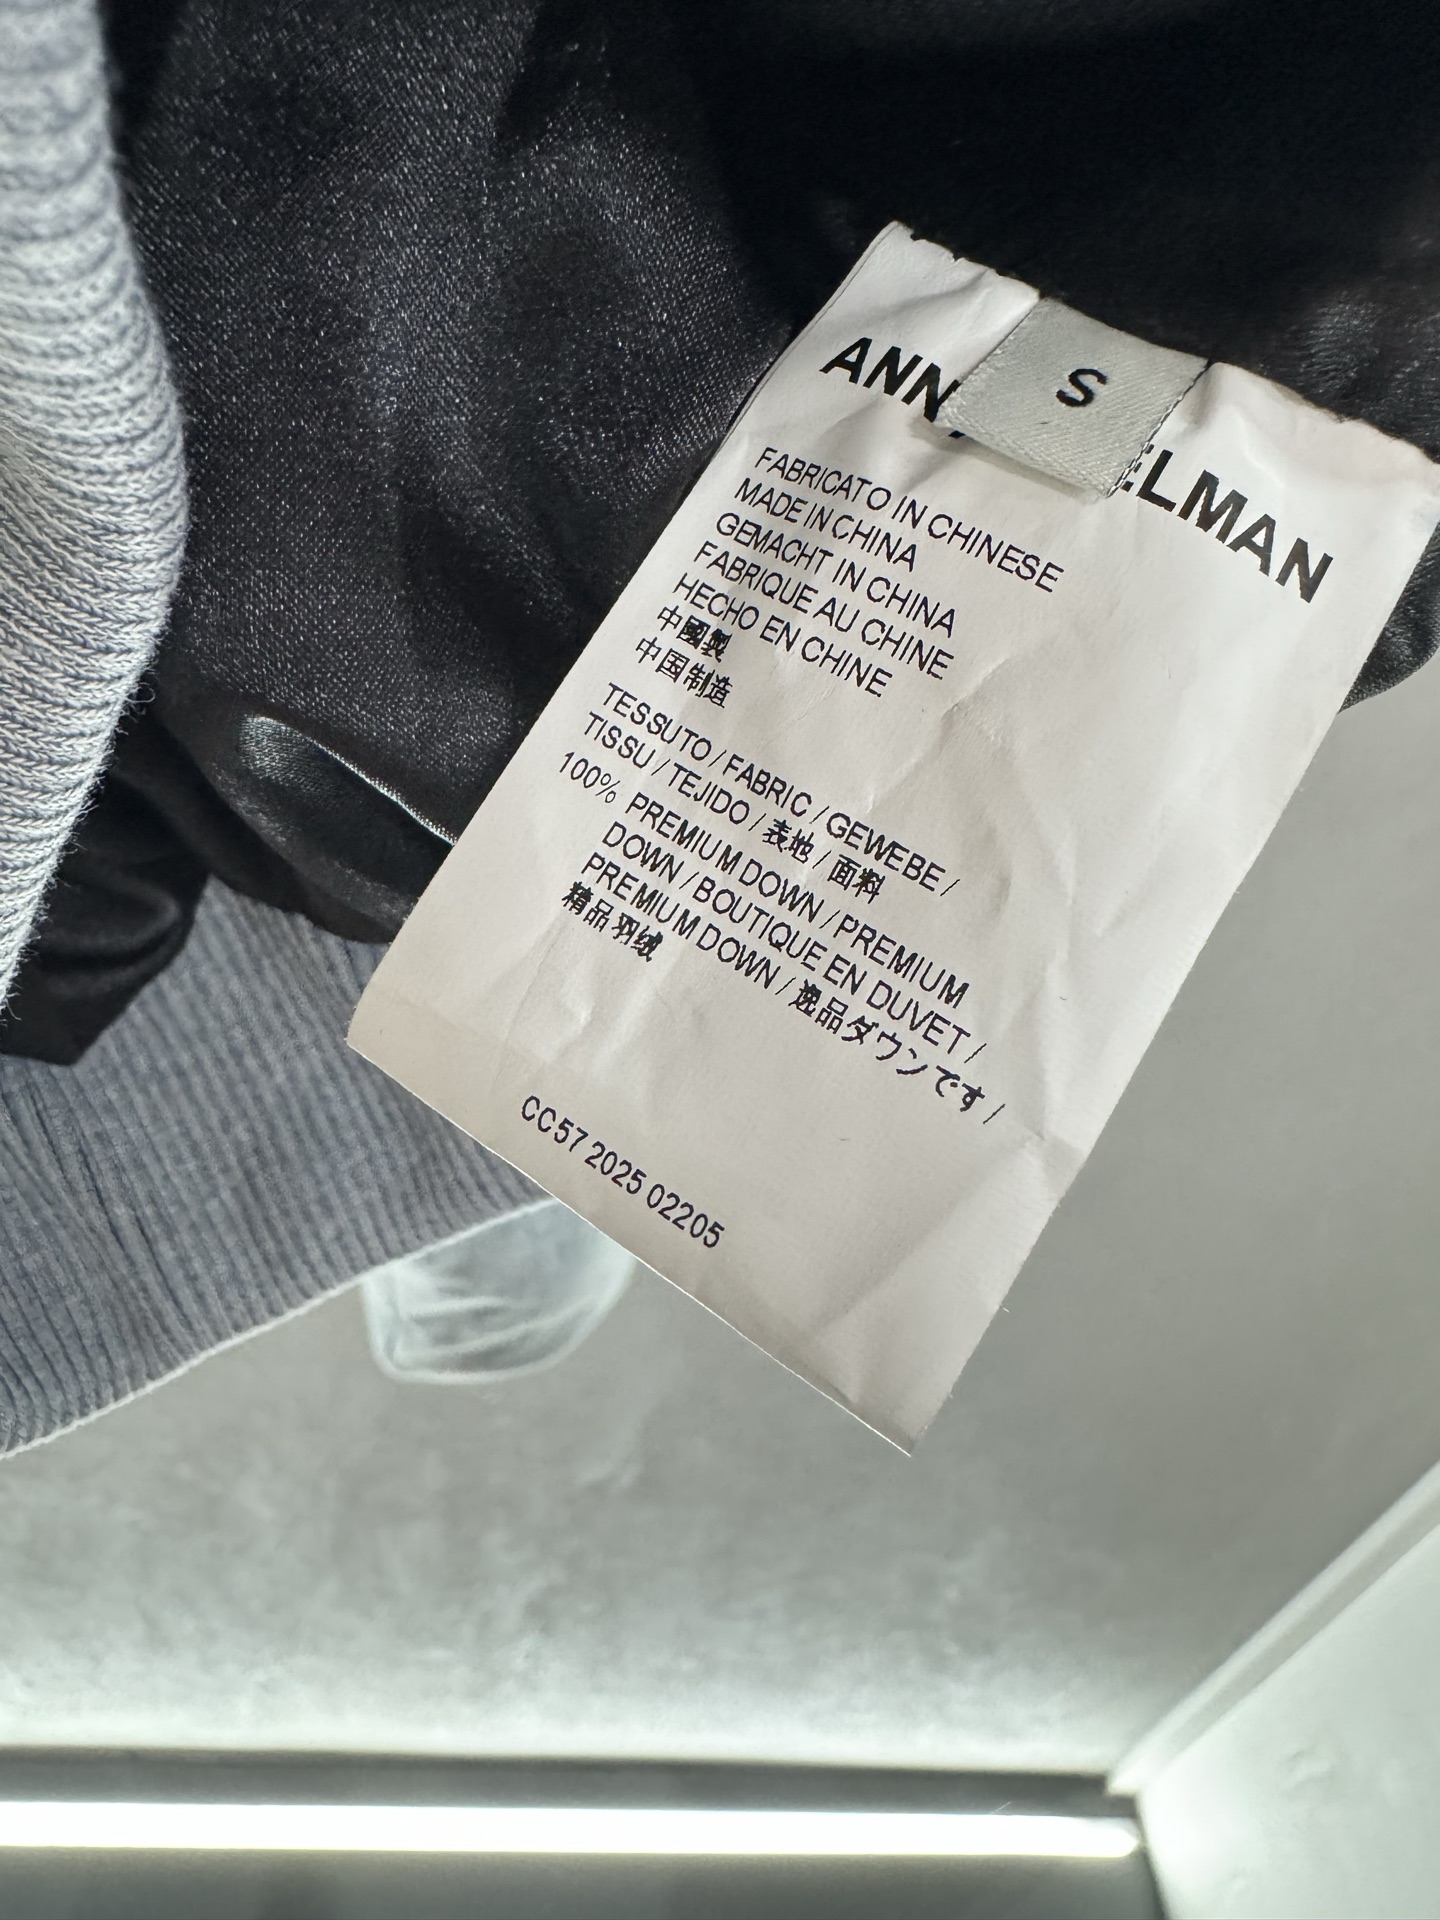 S
ANN ELMAN
FABRICATO IN CHINESE
MADE IN CHINA
GEMACHT IN CHINA
FABRIQUE AU CHINE
HECHO EN CHINE
中國製
中国制造
TESSUTO / FABRIC / GEWEBE /
TISSU / TEJIDO / 表地 / 面料
100% PREMIUM DOWN / PREMIUM
DOWN / BOUTIQUE EN DUVET /
PREMIUM DOWN / 逸品ダウンです /
精品羽绒
CC57 2025 02205